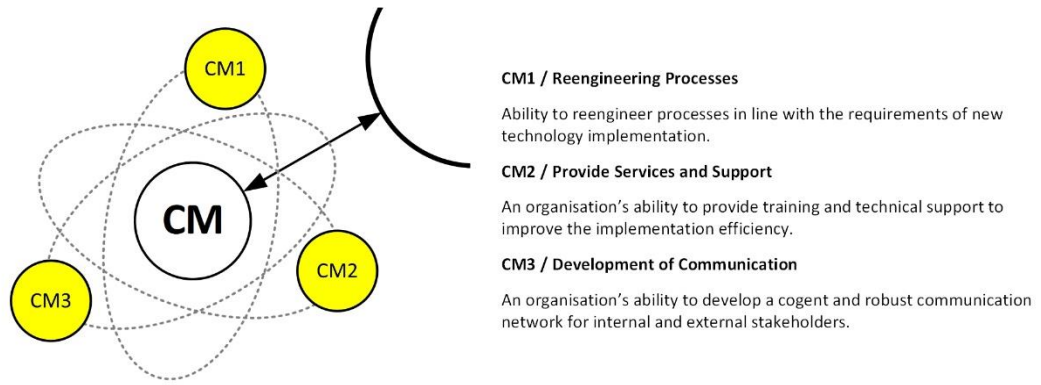 CM1
CM
CM2
CM3
CM1 / Reengineering Processes
Ability to reengineer processes in line with the requirements of new
technology implementation.
CM2 / Provide Services and Support
An organisation’s ability to provide training and technical support to
improve the implementation efficiency.
CM3 / Development of Communication
An organisation’s ability to develop a cogent and robust communication
network for internal and external stakeholders.